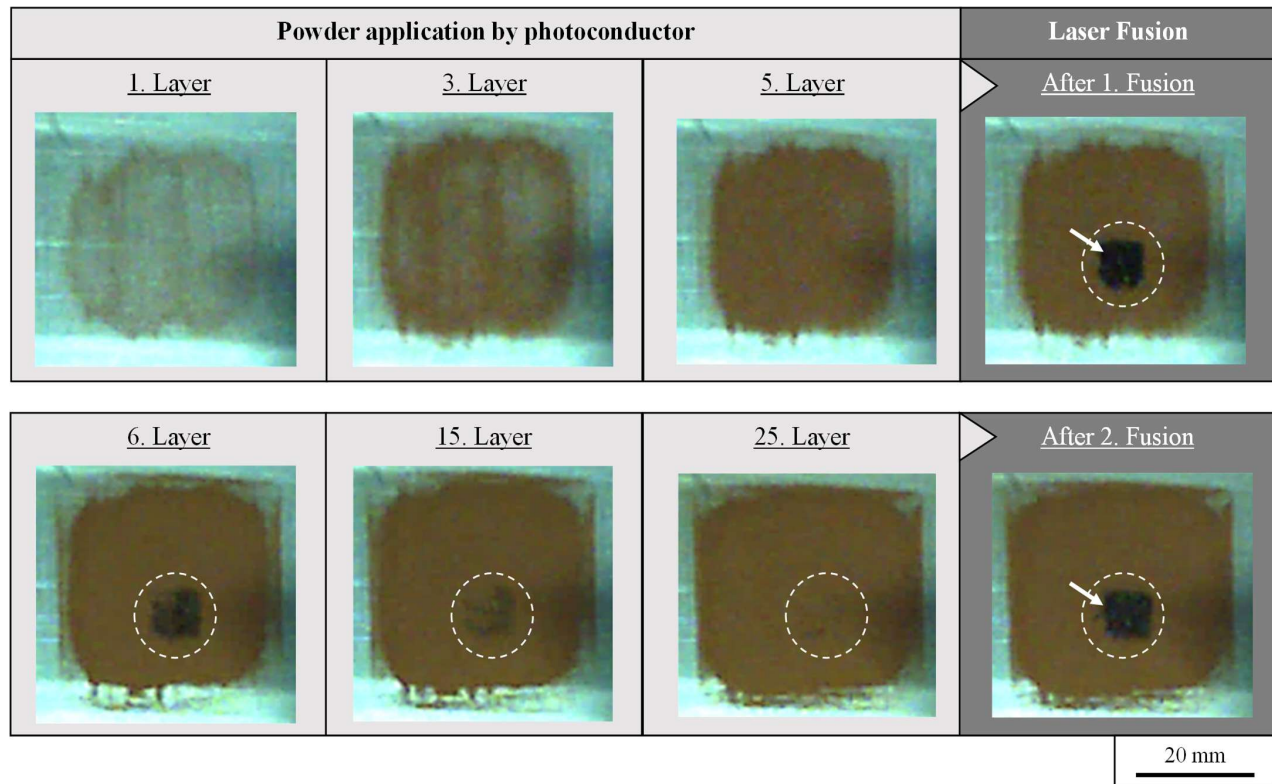 Powder application by photoconductor
Laser Fusion
1. Layer
3. Layer
5. Layer
After 1. Fusion
6. Layer
15. Layer
25. Layer
After 2. Fusion
20 mm